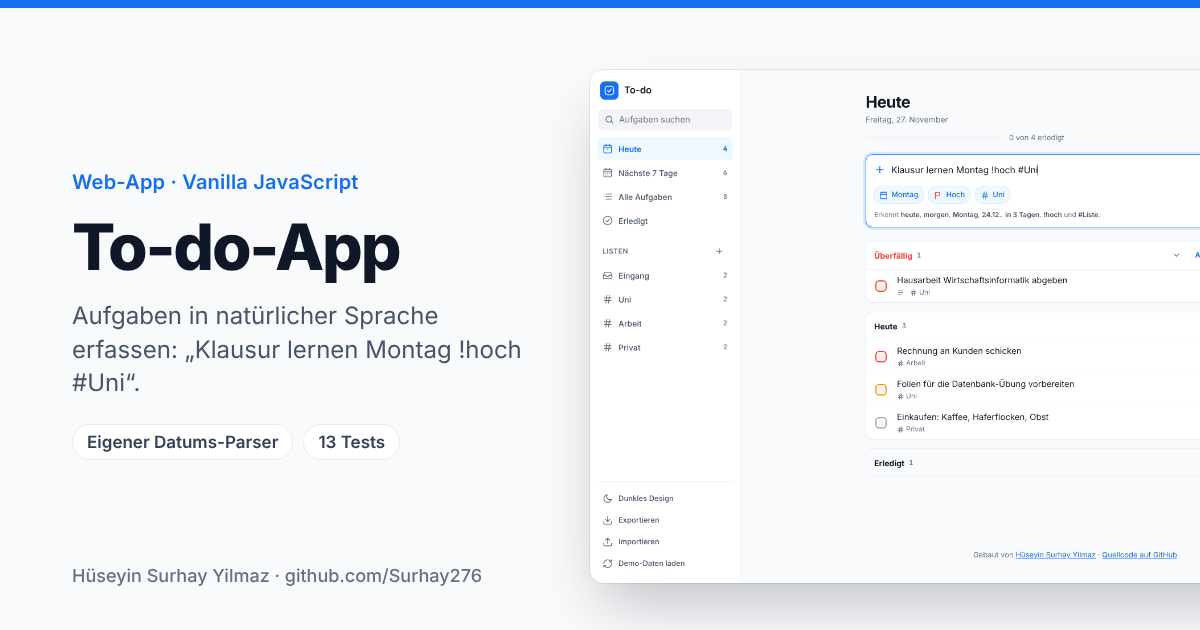 Web-App · Vanilla JavaScript
To-do-App
Aufgaben in natürlicher Sprache
erfassen: „Klausur lernen Montag !hoch
#Uni“.
Eigener Datums-Parser
13 Tests
Hüseyin Surhay Yilmaz · github.com/Surhay276
To-do
Aufgaben suchen
Heute 4
Nächste 7 Tage 6
Alle Aufgaben 8
Erledigt
LISTEN +
Eingang 2
# Uni 2
# Arbeit 2
# Privat 2
Dunkles Design
Exportieren
Importieren
Demo-Daten laden
Heute
Freitag, 27. November
0 von 4 erledigt
+ Klausur lernen Montag !hoch #Uni
Montag
Hoch
# Uni
Erkennt heute, morgen, Montag, 24.12., in 3 Tagen, !hoch und #Liste.
Überfällig 1
A
Hausarbeit Wirtschaftsinformatik abgeben
# Uni
Heute 3
Rechnung an Kunden schicken
# Arbeit
Folien für die Datenbank-Übung vorbereiten
# Uni
Einkaufen: Kaffee, Haferflocken, Obst
# Privat
Erledigt 1
Gebaut von Hüseyin Surhay Yilmaz · Quellcode auf GitHub